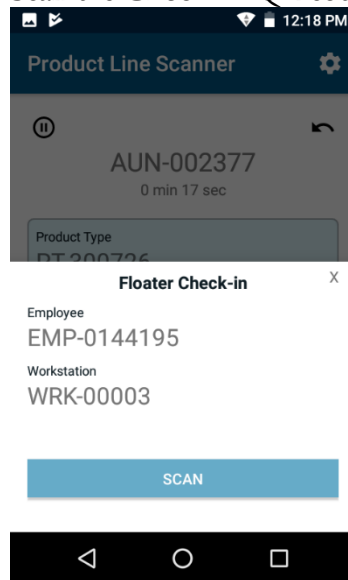 12:18 PM
Product Line Scanner
AUN-002377
0 min 17 sec
Product Type
Floater Check-in
X
Employee
EMP-0144195
Workstation
WRK-00003
SCAN